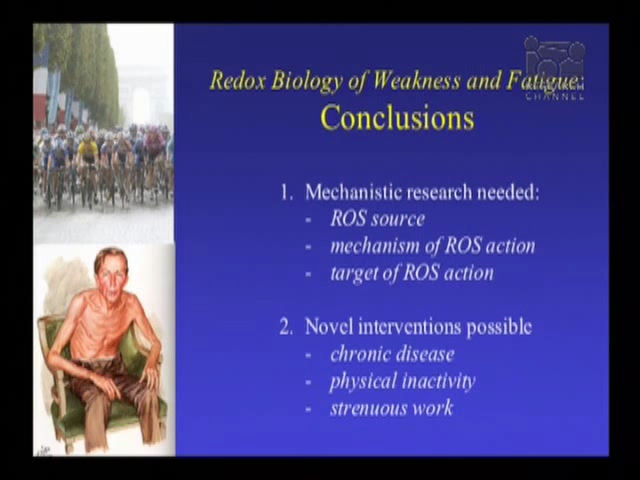 Redox Biology of Weakness and Fatigue:
Conclusions
1. Mechanistic research needed:
- ROS source
- mechanism of ROS action
- target of ROS action
2. Novel interventions possible
- chronic disease
- physical inactivity
- strenuous work
CHANNEL